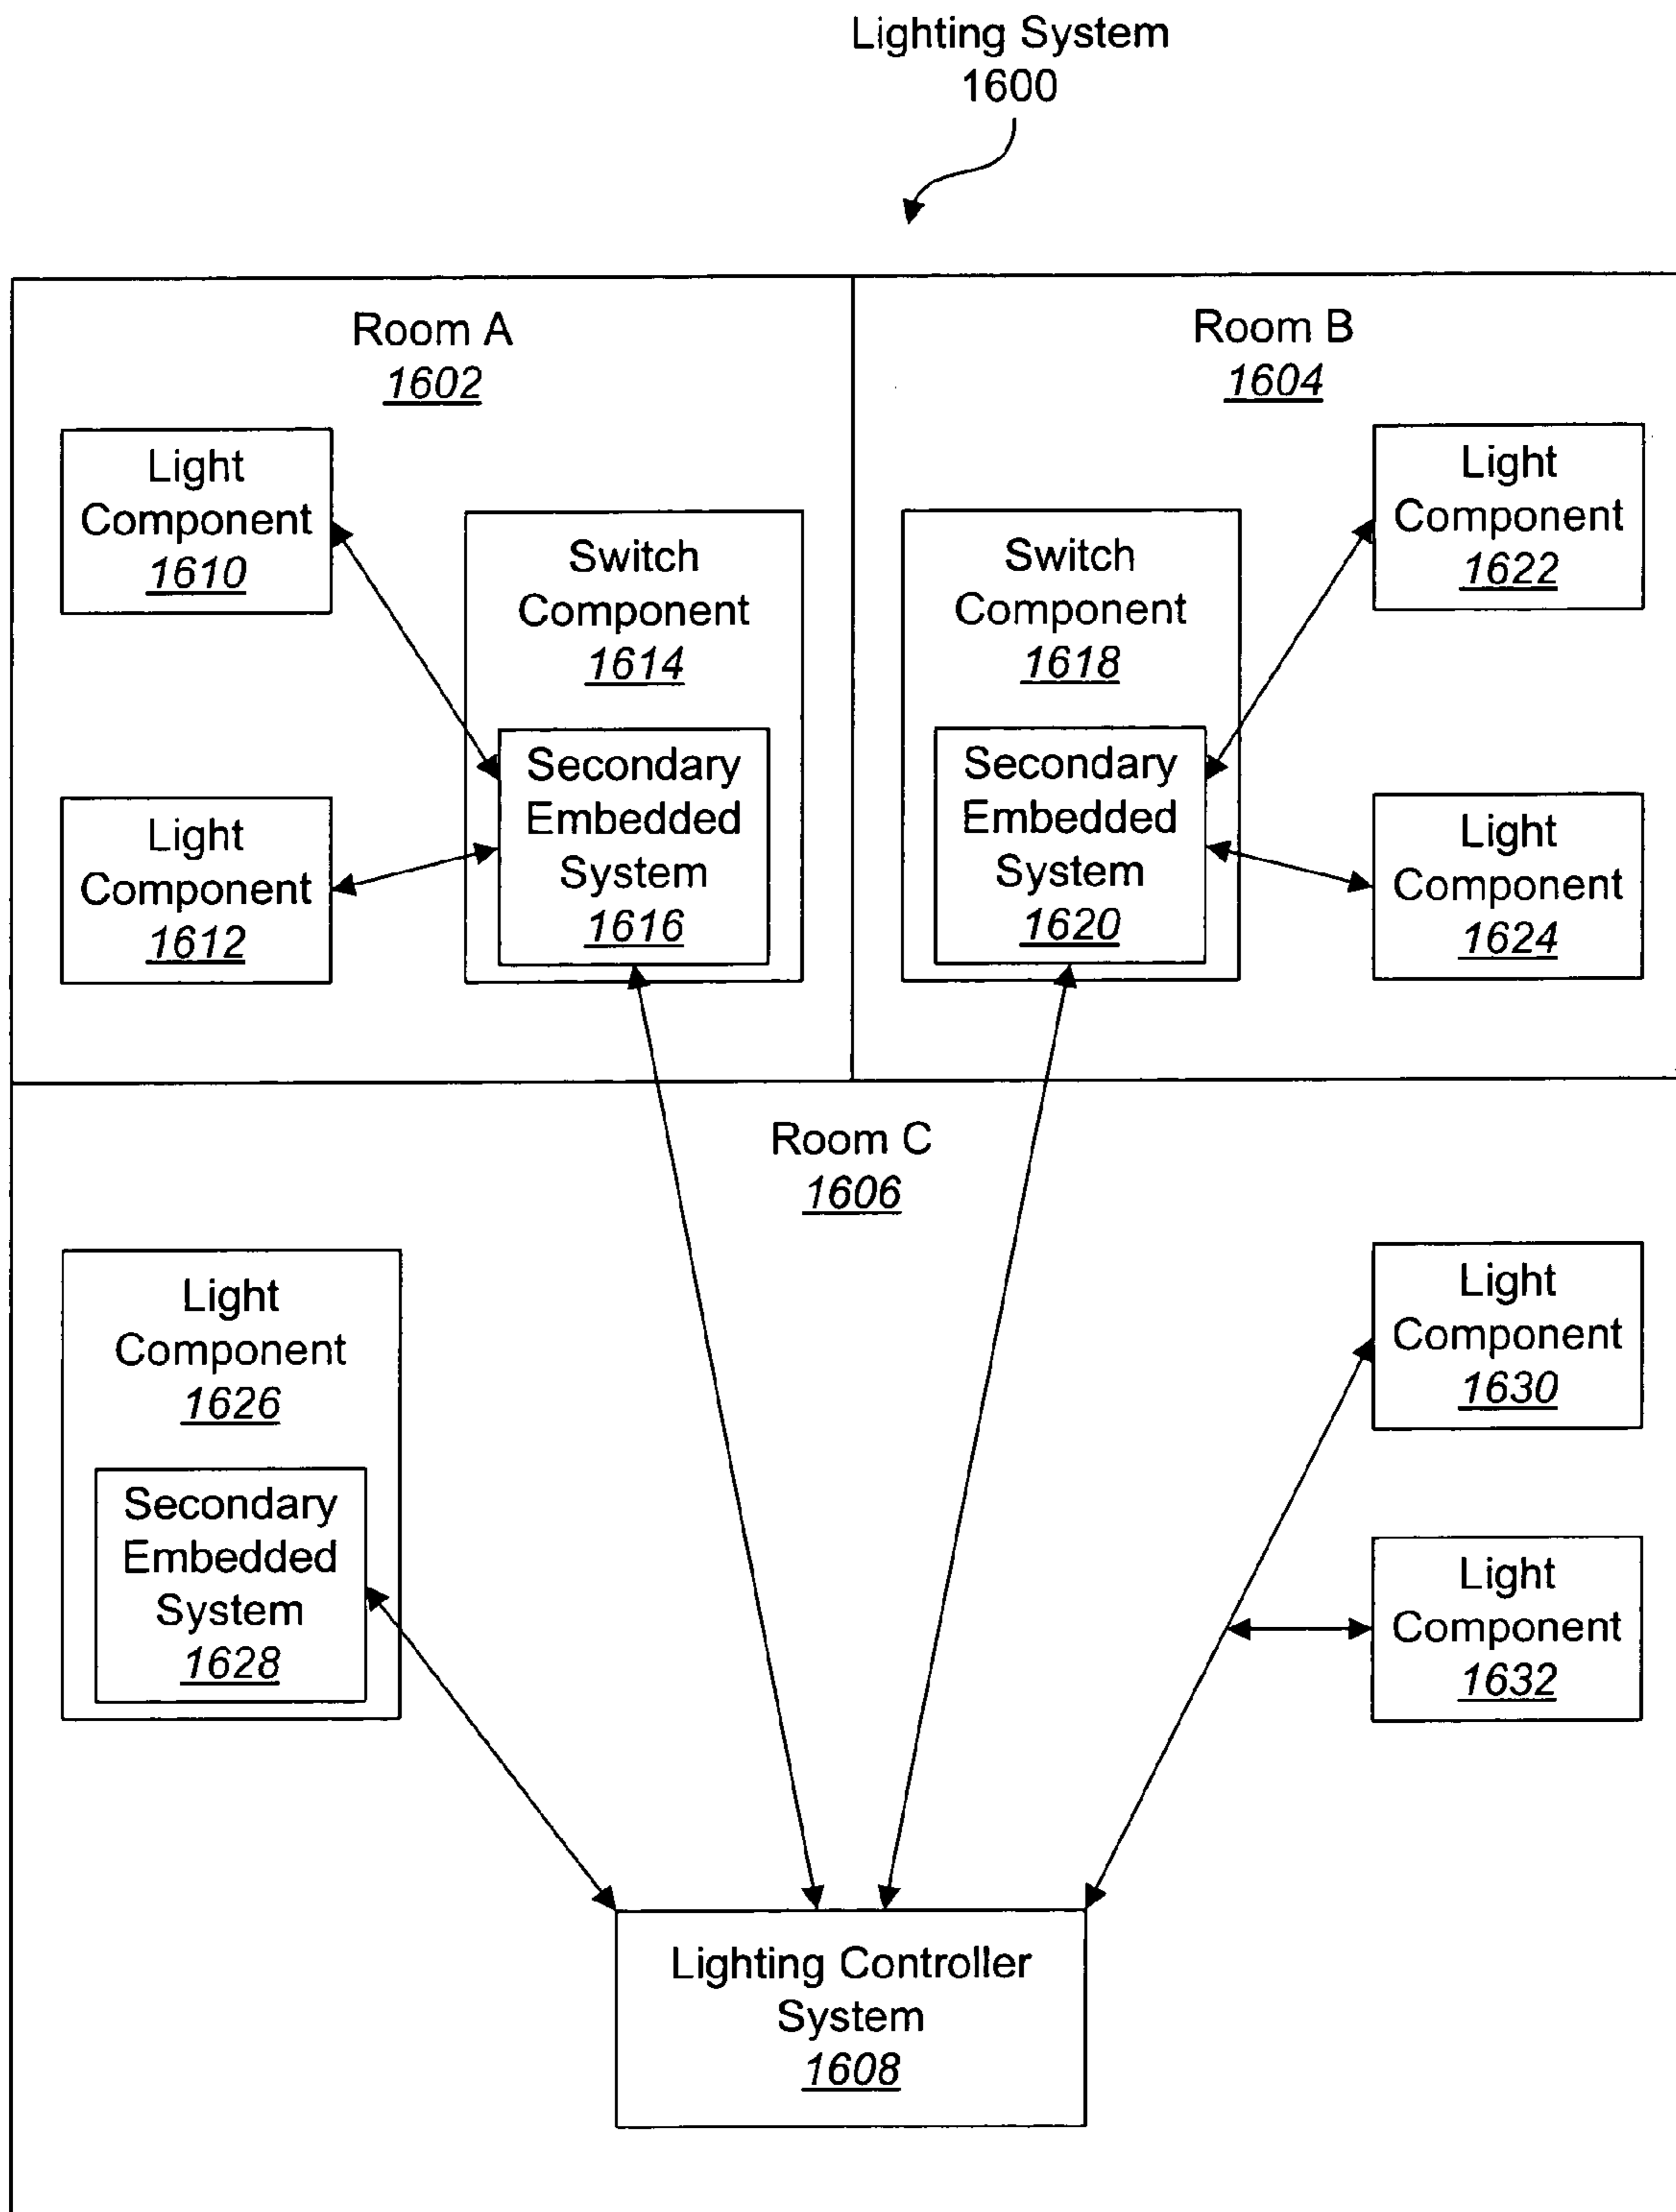 Lighting System
1600
Room A
1602
Room B
1604
Light
Component
1610
Switch
Component
1614
Switch
Component
1618
Light
Component
1622
Light
Component
1612
Secondary
Embedded
System
1616
Secondary
Embedded
System
1620
Light
Component
1624
Room C
1606
Light
Component
1626
Secondary
Embedded
System
1628
Light
Component
1630
Light
Component
1632
Lighting Controller
System
1608